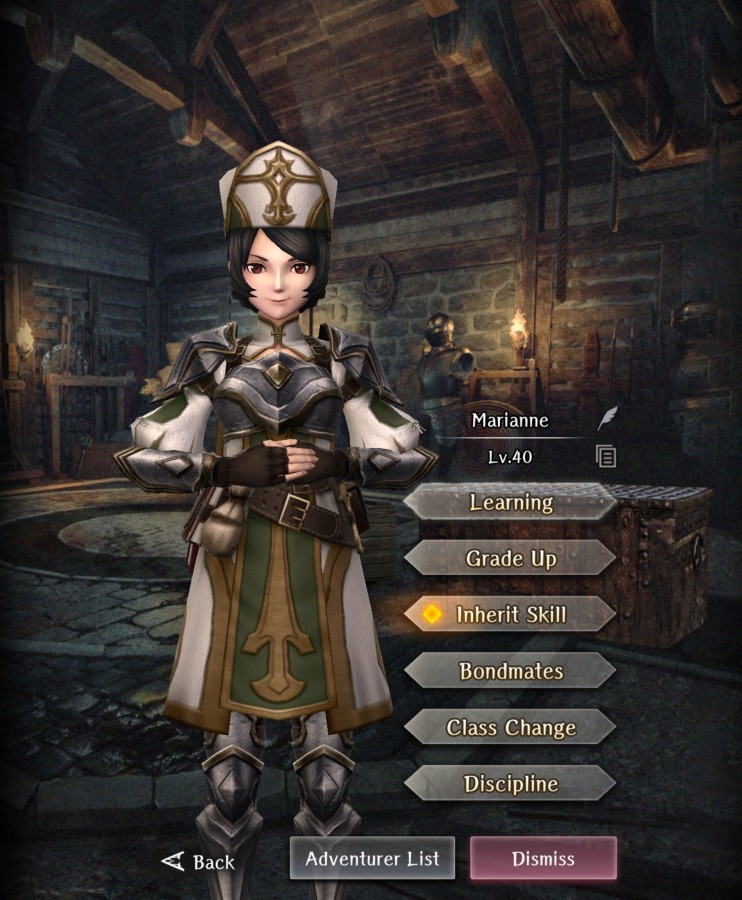 Marianne
Lv.40
Learning
Grade Up
Inherit Skill
Bondmates
Class Change
Discipline
Back
Adventurer List
Dismiss